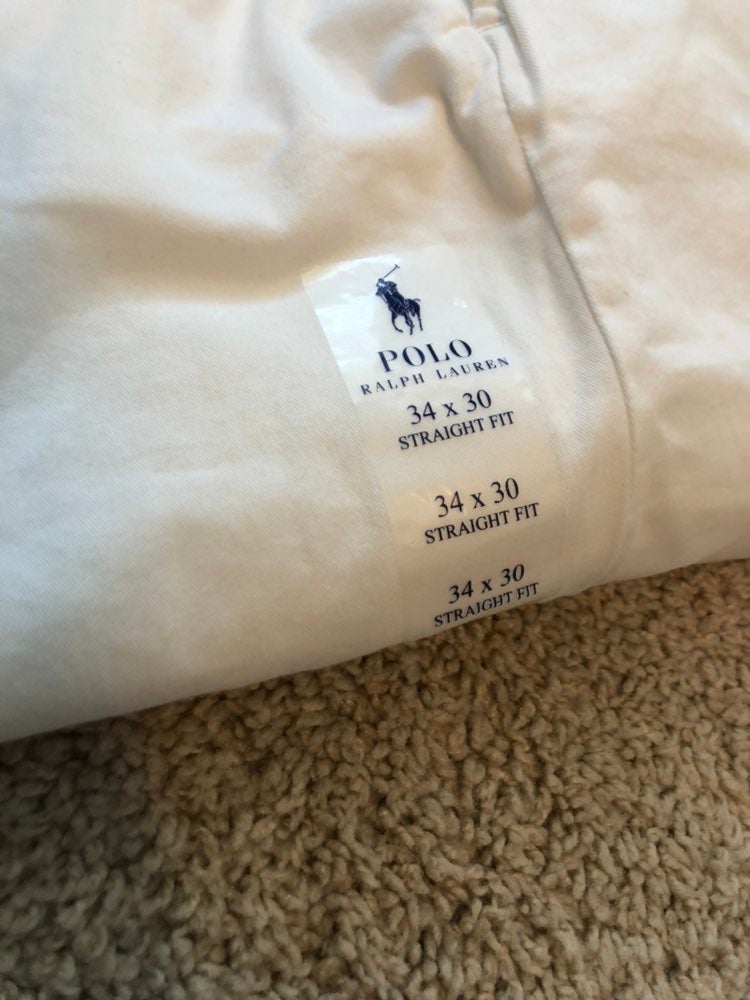 POLO
RALPH LAUREN
34 x 30
STRAIGHT FIT
34 x 30
STRAIGHT FIT
34 x 30
STRAIGHT FIT